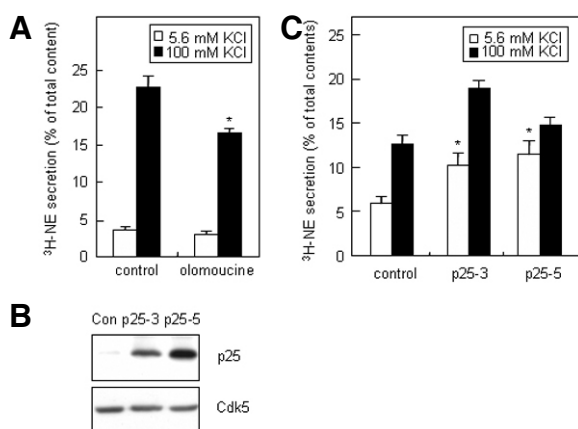 A
³H-NE secretion (% of total content)
5.6 mM KCl
100 mM KCl
25
20
15
10
5
0
*
control olomoucine
C
³H-NE secretion (% of total contents)
5.6 mM KCl
100 mM KCl
25
20
15
10
5
0
* *
control p25-3 p25-5
B
Con p25-3 p25-5
p25
Cdk5